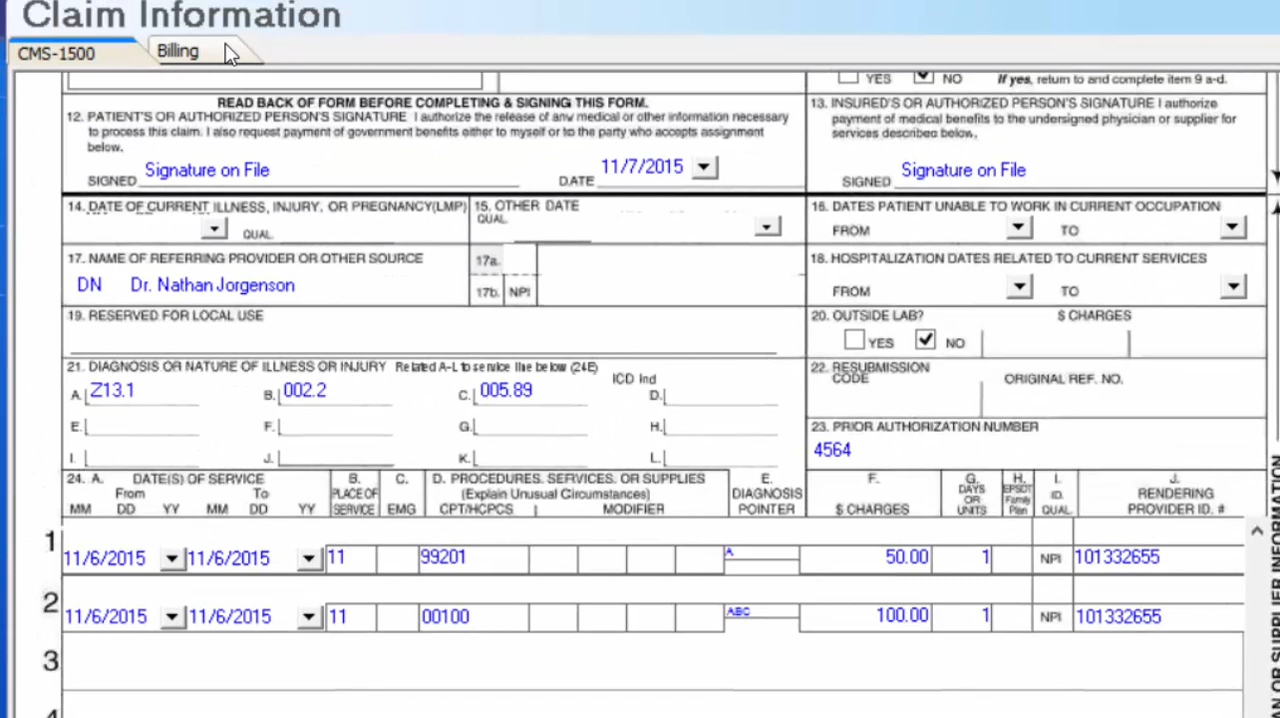 Claim Information
CMS-1500
Billing
YES NO If yes, return to and complete item 9 a-d.
READ BACK OF FORM BEFORE COMPLETING & SIGNING THIS FORM.
12. PATIENT'S OR AUTHORIZED PERSON'S SIGNATURE I authorize the release of any medical or other information necessary
to process this claim. I also request payment of government benefits either to myself or to the party who accepts assignment
below.
SIGNED Signature on File DATE 11/7/2015
13. INSURED'S OR AUTHORIZED PERSON'S SIGNATURE I authorize
payment of medical benefits to the undersigned physician or supplier for
services described below.
SIGNED Signature on File
14. DATE OF CURRENT ILLNESS, INJURY, OR PREGNANCY(LMP)
QUAL.
15. OTHER DATE
QUAL.
16. DATES PATIENT UNABLE TO WORK IN CURRENT OCCUPATION
FROM TO
17. NAME OF REFERRING PROVIDER OR OTHER SOURCE
DN Dr. Nathan Jorgenson
17a.
17b. NPI
18. HOSPITALIZATION DATES RELATED TO CURRENT SERVICES
FROM TO
19. RESERVED FOR LOCAL USE
20. OUTSIDE LAB? $ CHARGES
YES NO
21. DIAGNOSIS OR NATURE OF ILLNESS OR INJURY Related A-L to service line below (24E)
ICD Ind
A. Z13.1 B. 002.2 C. 005.89 D.
E. F. G. H.
I. J. K. L.
22. RESUBMISSION
CODE ORIGINAL REF. NO.
23. PRIOR AUTHORIZATION NUMBER
4564
24. A. DATE(S) OF SERVICE
From To
MM DD YY MM DD YY
B.
PLACE OF
SERVICE
C.
EMG
D. PROCEDURES, SERVICES, OR SUPPLIES
(Explain Unusual Circumstances)
CPT/HCPCS | MODIFIER
E.
DIAGNOSIS
POINTER
F.
$ CHARGES
G.
DAYS
OR
UNITS
H.
EPSDT
Family
Plan
I.
ID.
QUAL.
J.
RENDERING
PROVIDER ID. #
1 11/6/2015 11/6/2015 11 99201 A 50.00 1 NPI 101332655
2 11/6/2015 11/6/2015 11 00100 ABC 100.00 1 NPI 101332655
3
4
OR SUPPLIER INFORMATION